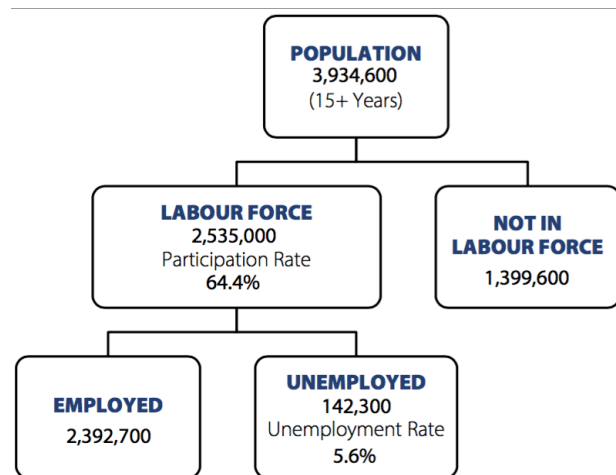 POPULATION
3,934,600
(15+ Years)
LABOUR FORCE
2,535,000
Participation Rate
64.4%
NOT IN
LABOUR FORCE
1,399,600
EMPLOYED
2,392,700
UNEMPLOYED
142,300
Unemployment Rate
5.6%